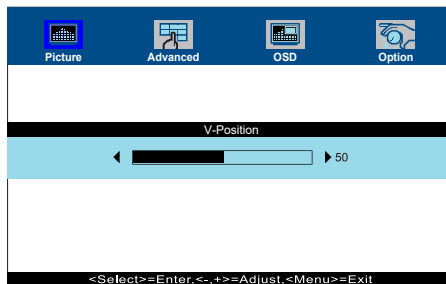 Picture Advanced OSD Option
V-Position
50
<Select>=Enter,<-,+>=Adjust,<Menu>=Exit